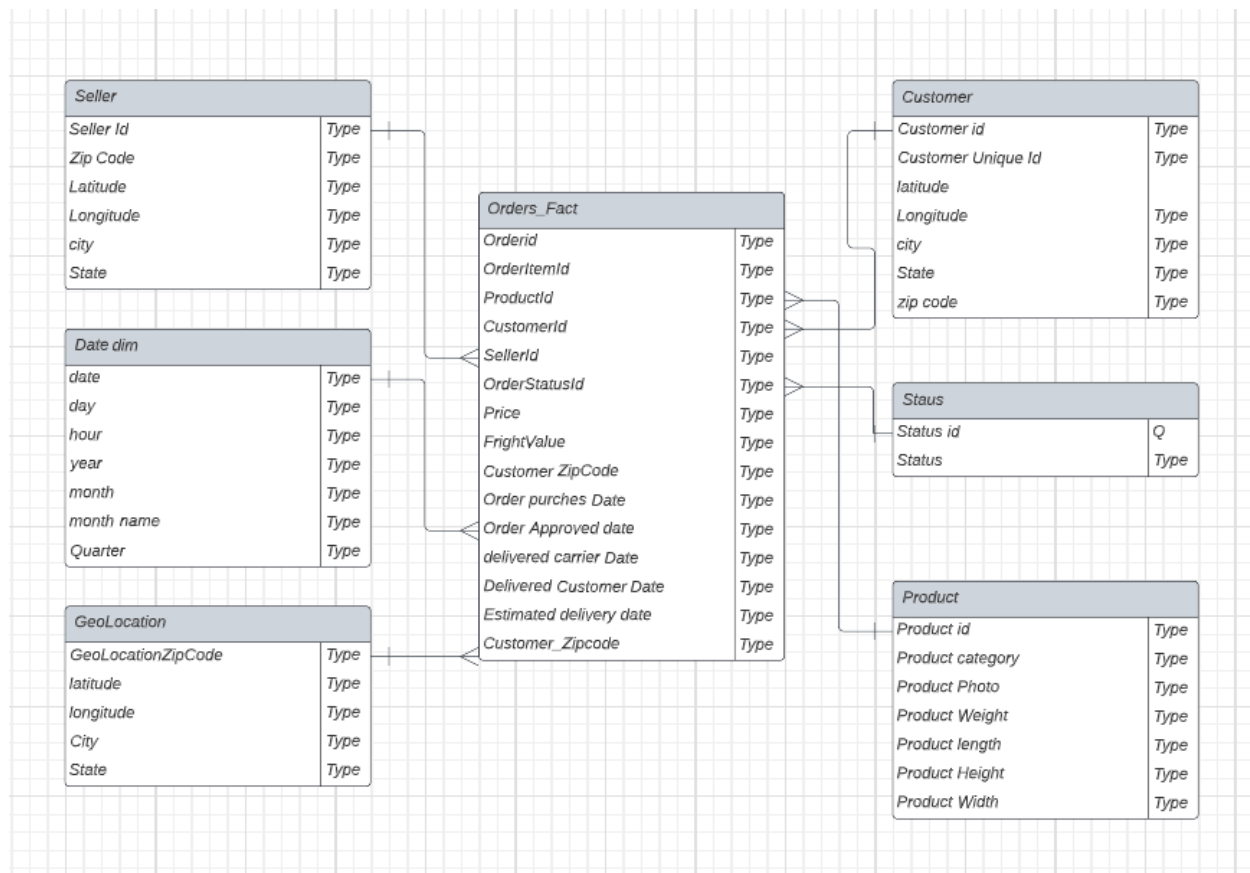 Seller
Seller Id Type
Zip Code Type
Latitude Type
Longitude Type
city Type
State Type
Date dim
date Type
day Type
hour Type
year Type
month Type
month name Type
Quarter Type
GeoLocation
GeoLocationZipCode Type
latitude Type
longitude Type
City Type
State Type
Orders_Fact
Orderid Type
OrderItemId Type
ProductId Type
CustomerId Type
SellerId Type
OrderStatusId Type
Price Type
FrightValue Type
Customer ZipCode Type
Order purches Date Type
Order Approved date Type
delivered carrier Date Type
Delivered Customer Date Type
Estimated delivery date Type
Customer_Zipcode Type
Customer
Customer id Type
Customer Unique Id Type
latitude
Longitude Type
city Type
State Type
zip code Type
Staus
Status id Q
Status Type
Product
Product id Type
Product category Type
Product Photo Type
Product Weight Type
Product length Type
Product Height Type
Product Width Type